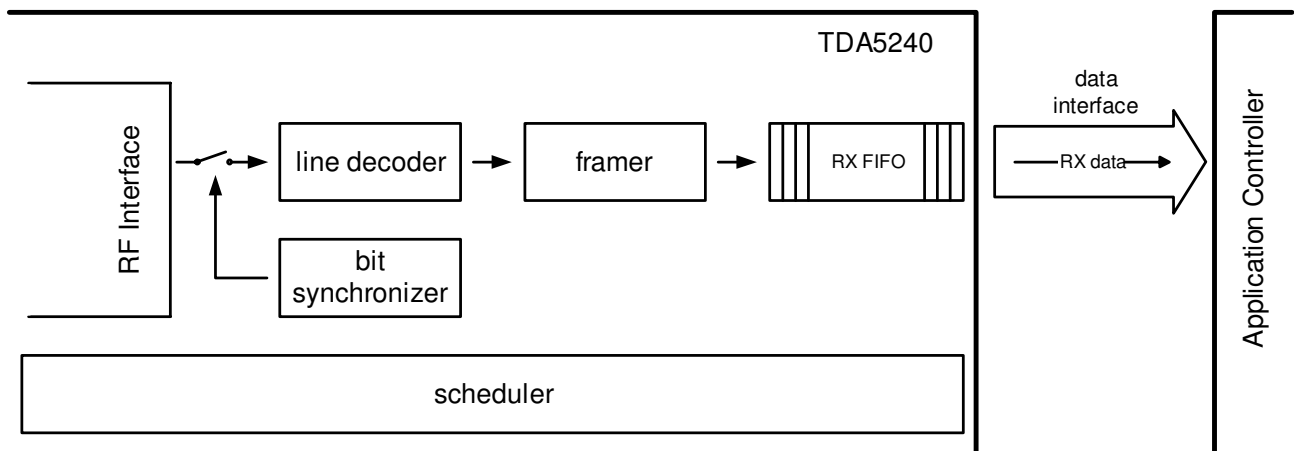 TDA5240
data
interface
RF Interface
line decoder
framer
RX FIFO
RX data
Application Controller
bit
synchronizer
scheduler